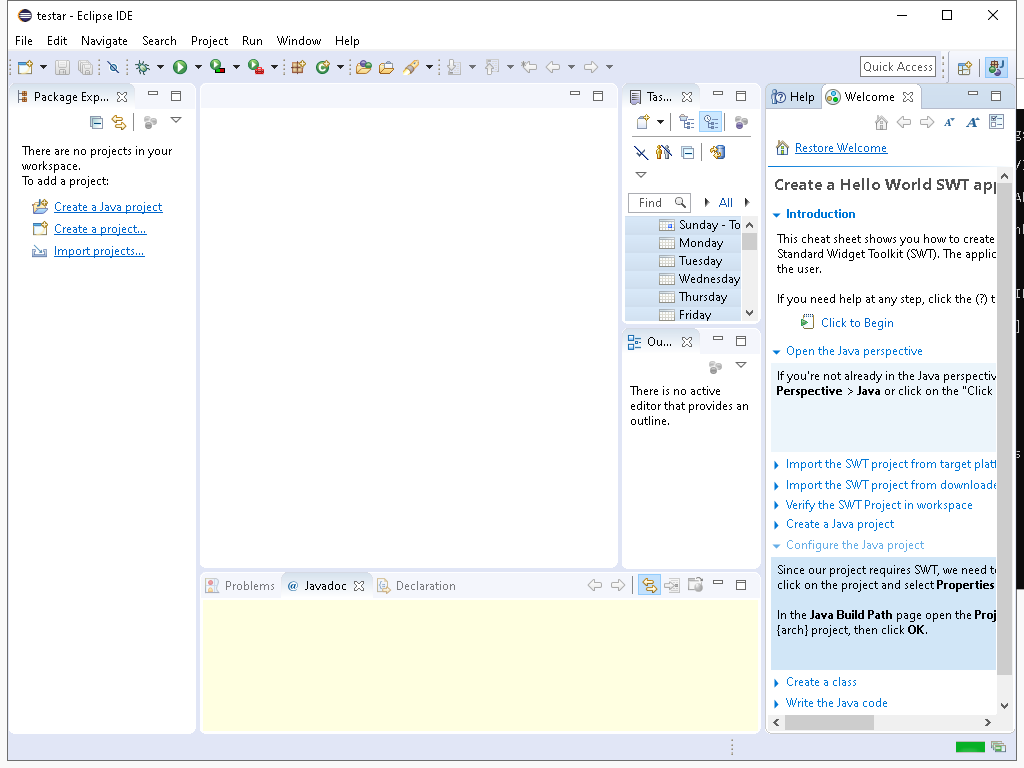 testar - Eclipse IDE
File Edit Navigate Search Project Run Window Help
Quick Access
Package Exp...
There are no projects in your
workspace.
To add a project:
Create a Java project
Create a project...
Import projects...
Tas...
Find
All
Sunday - To
Monday
Tuesday
Wednesday
Thursday
Friday
Ou...
There is no active
editor that provides an
outline.
Help Welcome
Restore Welcome
Create a Hello World SWT app
Introduction
This cheat sheet shows you how to create
Standard Widget Toolkit (SWT). The applic
the user.
If you need help at any step, click the (?) t
Click to Begin
Open the Java perspective
If you're not already in the Java perspectiv
Perspective > Java or click on the "Click
Import the SWT project from target platf
Import the SWT project from downloade
Verify the SWT Project in workspace
Create a Java project
Configure the Java project
Since our project requires SWT, we need to
click on the project and select Properties
In the Java Build Path page open the Proj
{arch} project, then click OK.
Create a class
Write the Java code
Problems @ Javadoc Declaration